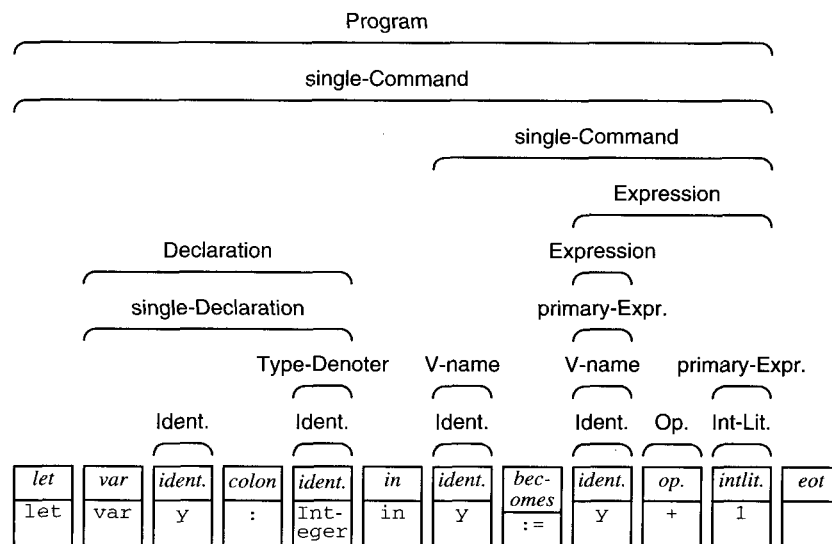 Program
single-Command
single-Command
Expression
Declaration Expression
single-Declaration primary-Expr.
Type-Denoter V-name V-name primary-Expr.
Ident. Ident. Ident. Ident. Op. Int-Lit.
let var ident. colon ident. in ident. bec- ident. op. intlit. eot
omes
let var y : Int- in y := y + 1
eger